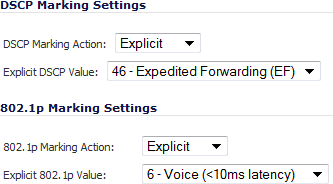 DSCP Marking Settings
DSCP Marking Action: Explicit
Explicit DSCP Value: 46 - Expedited Forwarding (EF)
802.1p Marking Settings
802.1p Marking Action: Explicit
Explicit 802.1p Value: 6 - Voice (<10ms latency)